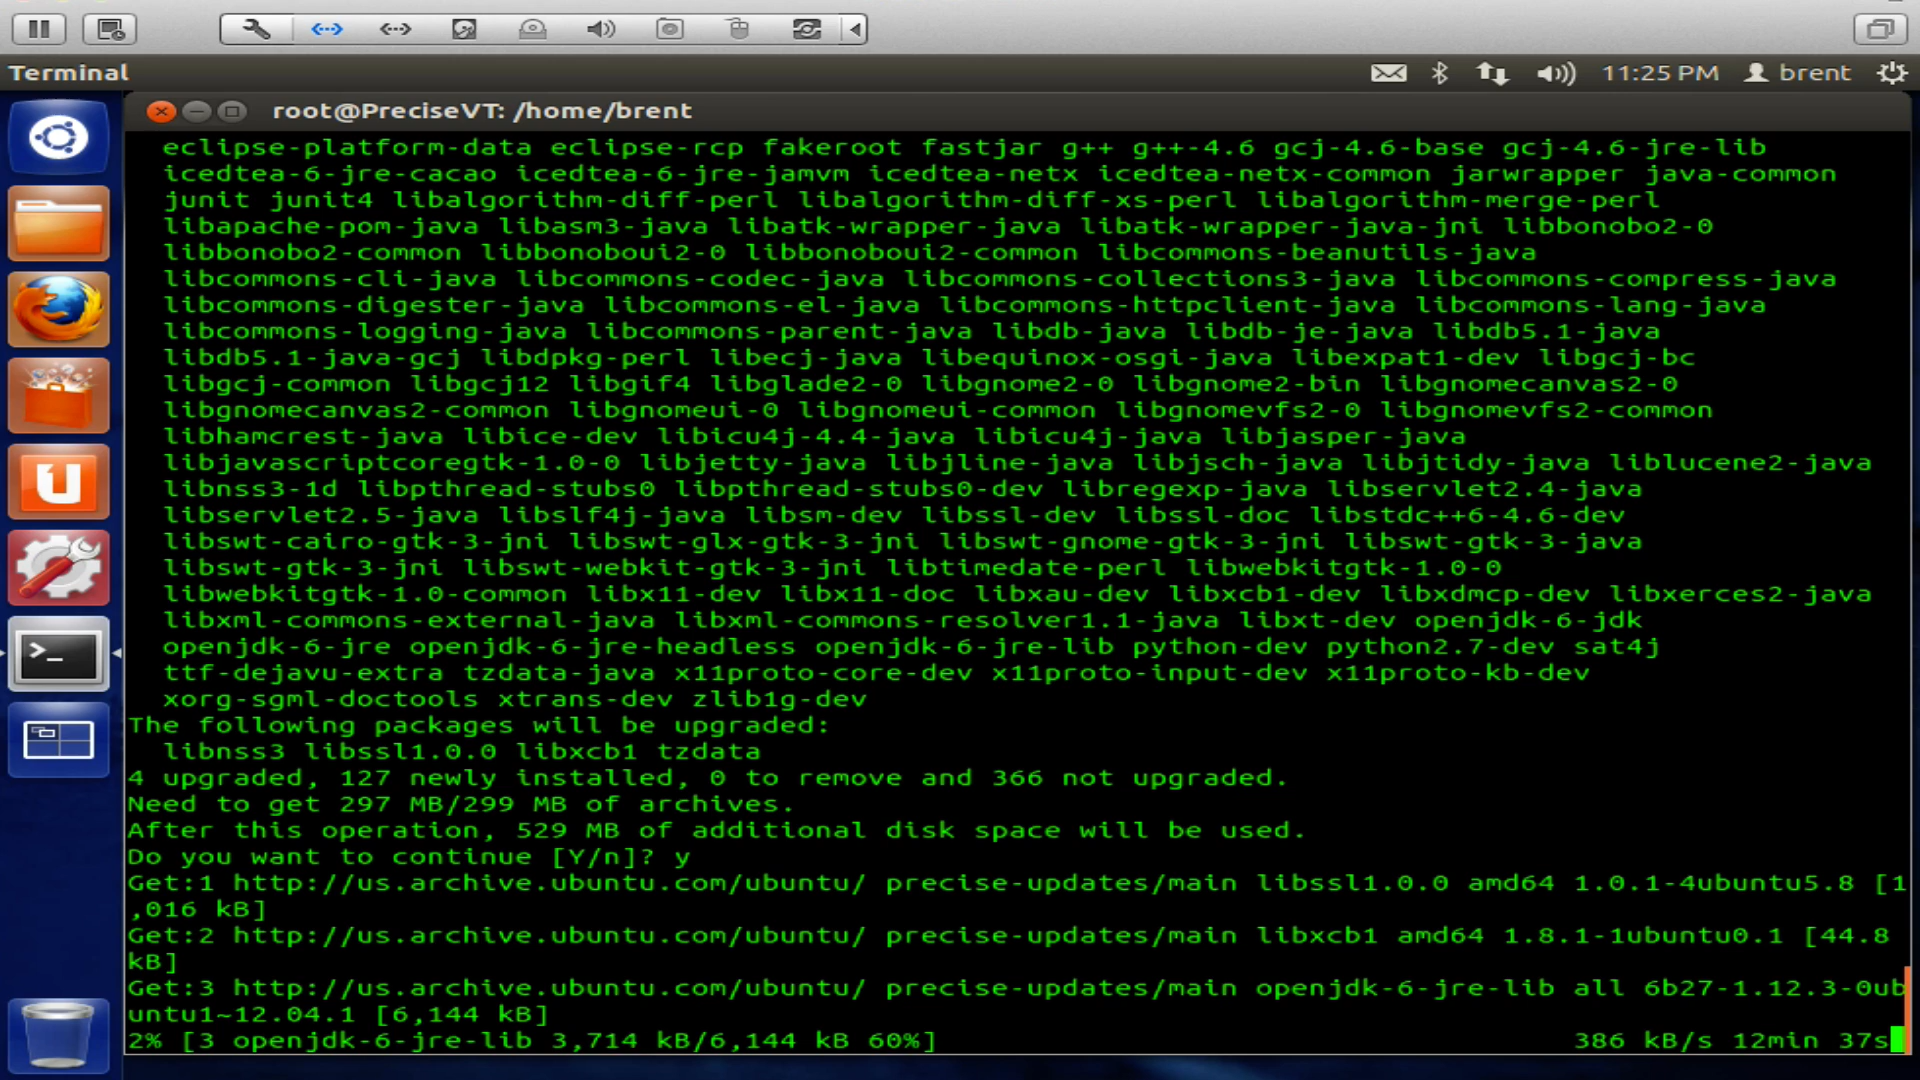 Terminal
11:25 PM
brent
root@PreciseVT: /home/brent
eclipse-platform-data eclipse-rcp fakeroot fastjar g++ g++-4.6 gcj-4.6-base gcj-4.6-jre-lib
icedtea-6-jre-cacao icedtea-6-jre-jamvm icedtea-netx icedtea-netx-common jarwrapper java-common
junit junit4 libalgorithm-diff-perl libalgorithm-diff-xs-perl libalgorithm-merge-perl
libapache-pom-java libasm3-java libatk-wrapper-java libatk-wrapper-java-jni libbonobo2-0
libbonobo2-common libbonoboui2-0 libbonoboui2-common libcommons-beanutils-java
libcommons-cli-java libcommons-codec-java libcommons-collections3-java libcommons-compress-java
libcommons-digester-java libcommons-el-java libcommons-httpclient-java libcommons-lang-java
libcommons-logging-java libcommons-parent-java libdb-java libdb-je-java libdb5.1-java
libdb5.1-java-gcj libdpkg-perl libecj-java libequinox-osgi-java libexpat1-dev libgcj-bc
libgcj-common libgcj12 libgif4 libglade2-0 libgnome2-0 libgnome2-bin libgnomecanvas2-0
libgnomecanvas2-common libgnomeui-0 libgnomeui-common libgnomevfs2-0 libgnomevfs2-common
libhamcrest-java libice-dev libicu4j-4.4-java libicu4j-java libjasper-java
libjavascriptcoregtk-1.0-0 libjetty-java libjline-java libjsch-java libjtidy-java liblucene2-java
libnss3-1d libpthread-stubs0 libpthread-stubs0-dev libregexp-java libservlet2.4-java
libservlet2.5-java libslf4j-java libsm-dev libssl-dev libssl-doc libstdc++6-4.6-dev
libswt-cairo-gtk-3-jni libswt-glx-gtk-3-jni libswt-gnome-gtk-3-jni libswt-gtk-3-java
libswt-gtk-3-jni libswt-webkit-gtk-3-jni libtimedate-perl libwebkitgtk-1.0-0
libwebkitgtk-1.0-common libx11-dev libx11-doc libxau-dev libxcb1-dev libxdmcp-dev libxerces2-java
libxml-commons-external-java libxml-commons-resolver1.1-java libxt-dev openjdk-6-jdk
openjdk-6-jre openjdk-6-jre-headless openjdk-6-jre-lib python-dev python2.7-dev sat4j
ttf-dejavu-extra tzdata-java x11proto-core-dev x11proto-input-dev x11proto-kb-dev
xorg-sgml-doctools xtrans-dev zlib1g-dev
The following packages will be upgraded:
libnss3 libssl1.0.0 libxcb1 tzdata
4 upgraded, 127 newly installed, 0 to remove and 366 not upgraded.
Need to get 297 MB/299 MB of archives.
After this operation, 529 MB of additional disk space will be used.
Do you want to continue [Y/n]? y
Get:1 http://us.archive.ubuntu.com/ubuntu/ precise-updates/main libssl1.0.0 amd64 1.0.1-4ubuntu5.8 [1
,016 kB]
Get:2 http://us.archive.ubuntu.com/ubuntu/ precise-updates/main libxcb1 amd64 1.8.1-1ubuntu0.1 [44.8
kB]
Get:3 http://us.archive.ubuntu.com/ubuntu/ precise-updates/main openjdk-6-jre-lib all 6b27-1.12.3-0ub
untu1~12.04.1 [6,144 kB]
2% [3 openjdk-6-jre-lib 3,714 kB/6,144 kB 60%] 386 kB/s 12min 37s